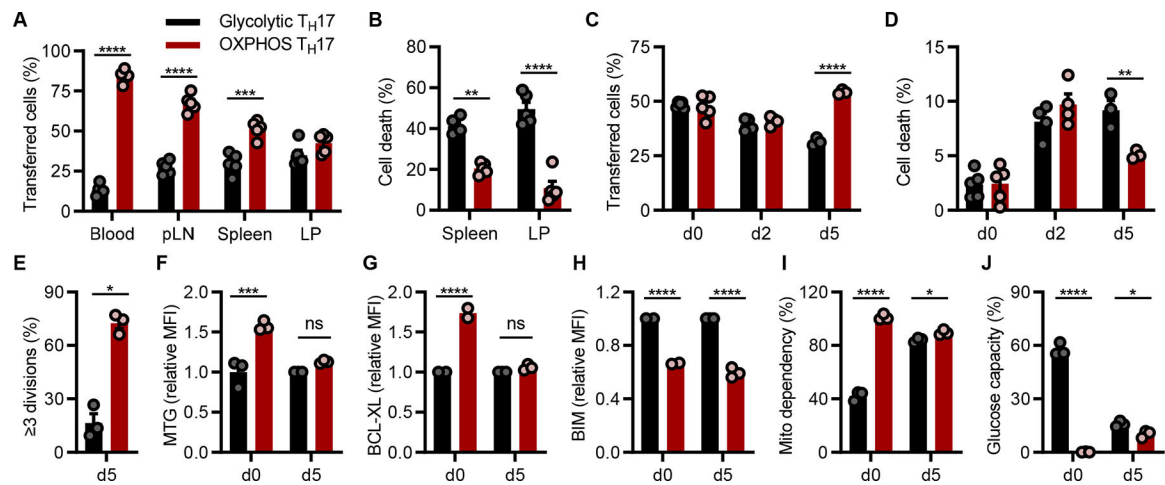 A
Glycolytic TH17
OXPHOS TH17
Transferred cells (%)
100
75
50
25
0
****
****
***
Blood
pLN
Spleen
LP
B
Cell death (%)
80
60
40
20
0
**
****
Spleen
LP
C
Transferred cells (%)
75
50
25
0
****
d0
d2
d5
D
Cell death (%)
15
10
5
0
**
d0
d2
d5
E
≥3 divisions (%)
90
60
30
0
*
d5
F
MTG (relative MFI)
2.0
1.5
1.0
0.5
0
***
ns
d0
d5
G
BCL-XL (relative MFI)
2.0
1.5
1.0
0.5
0
****
ns
d0
d5
H
BIM (relative MFI)
1.2
0.9
0.6
0.3
0
****
****
d0
d5
I
Mito dependency (%)
120
80
40
0
****
*
d0
d5
J
Glucose capacity (%)
90
60
30
0
****
*
d0
d5